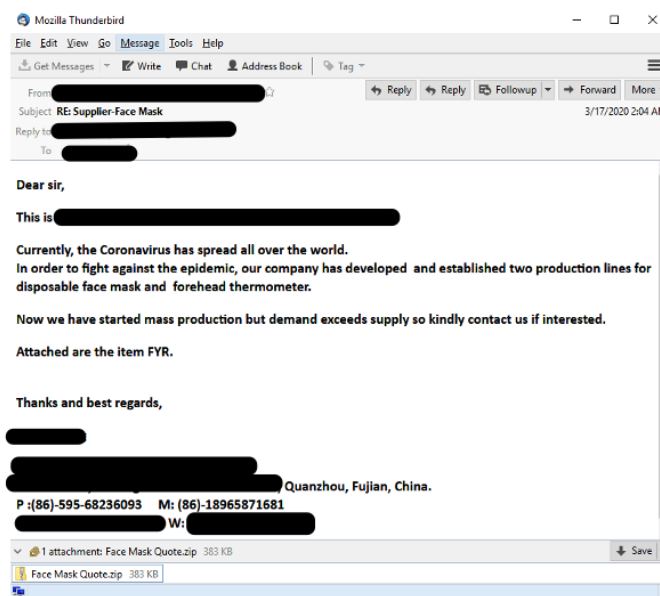 Mozilla Thunderbird
File Edit View Go Message Tools Help
Get Messages Write Chat Address Book Tag
From Reply Reply Followup Forward More
Subject RE: Supplier-Face Mask 3/17/2020 2:04 AM
Reply to
To
Dear sir,
This is
Currently, the Coronavirus has spread all over the world.
In order to fight against the epidemic, our company has developed and established two production lines for
disposable face mask and forehead thermometer.
Now we have started mass production but demand exceeds supply so kindly contact us if interested.
Attached are the item FYR.
Thanks and best regards,
, Quanzhou, Fujian, China.
P :(86)-595-68236093 M: (86)-18965871681
W:
1 attachment: Face Mask Quote.zip 383 KB Save
Face Mask Quote.zip 383 KB